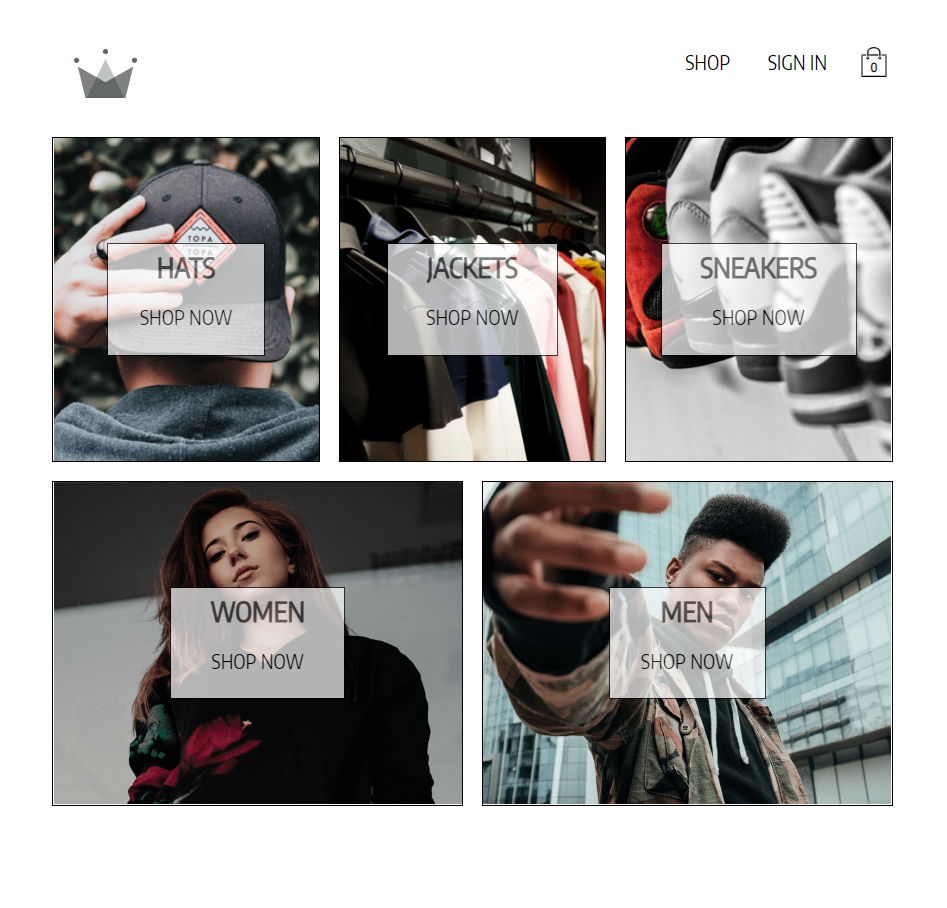 SHOP
SIGN IN
0
TOPA
TOPA
HATS
SHOP NOW
JACKETS
SHOP NOW
SNEAKERS
SHOP NOW
WOMEN
SHOP NOW
MEN
SHOP NOW